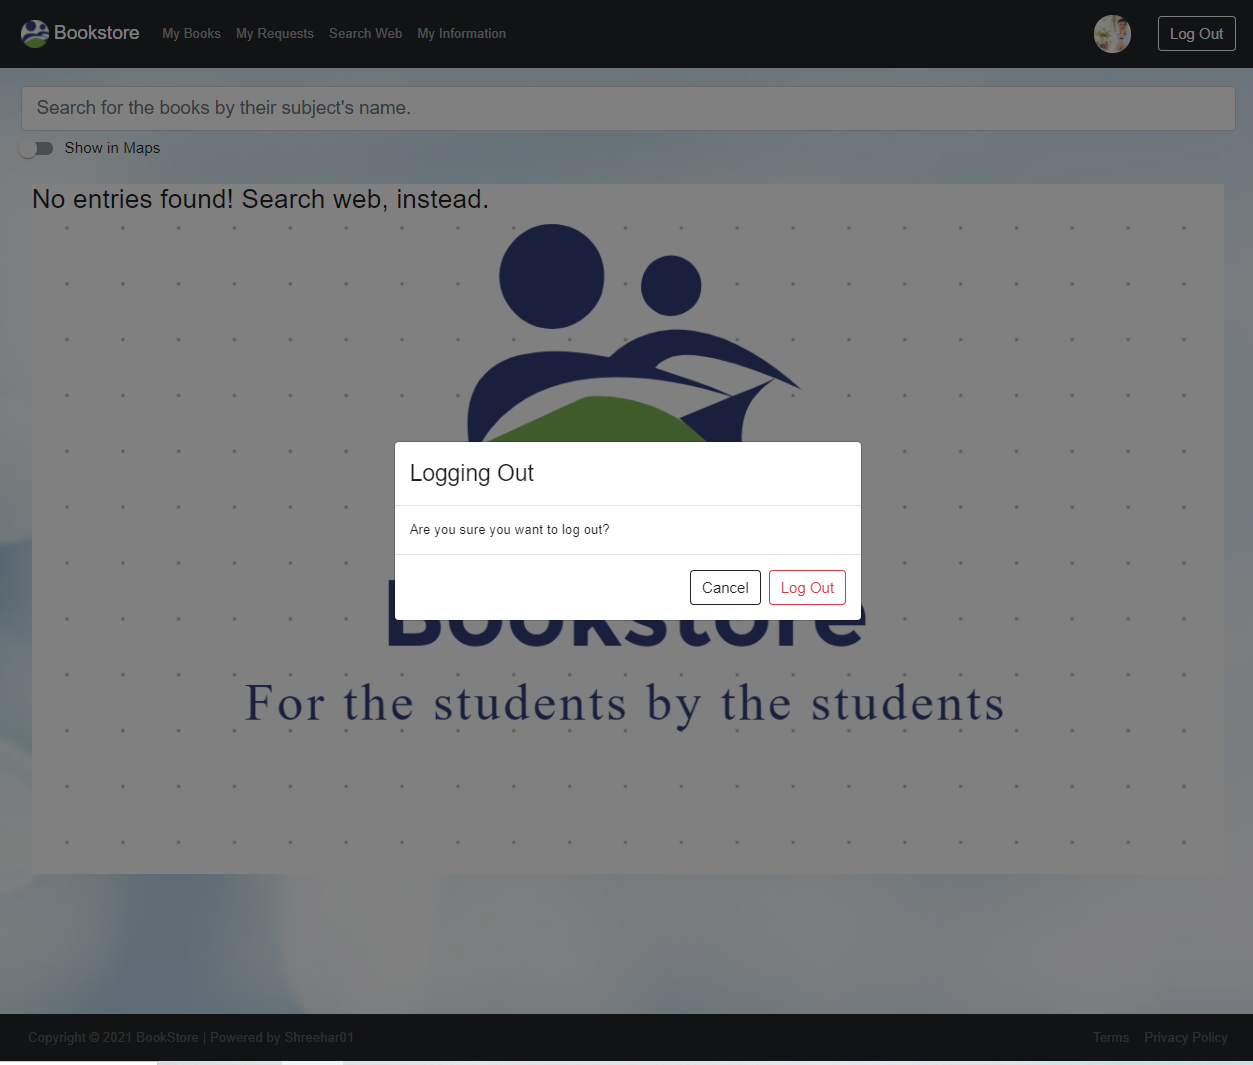 Bookstore My Books My Requests Search Web My Information Log Out
Search for the books by their subject's name.
Show in Maps
No entries found! Search web, instead.
Logging Out
Are you sure you want to log out?
Cancel Log Out
Bookstore
For the students by the students
Copyright © 2021 BookStore | Powered by Shreehar01 Terms Privacy Policy